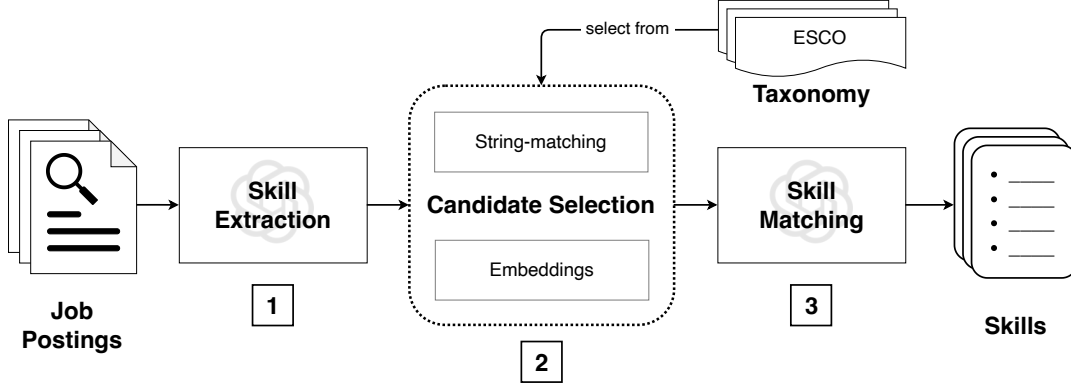 select from
ESCO
Taxonomy
String-matching
Skill
Extraction
Candidate Selection
Skill
Matching
Embeddings
Job
Postings
1
2
3
Skills